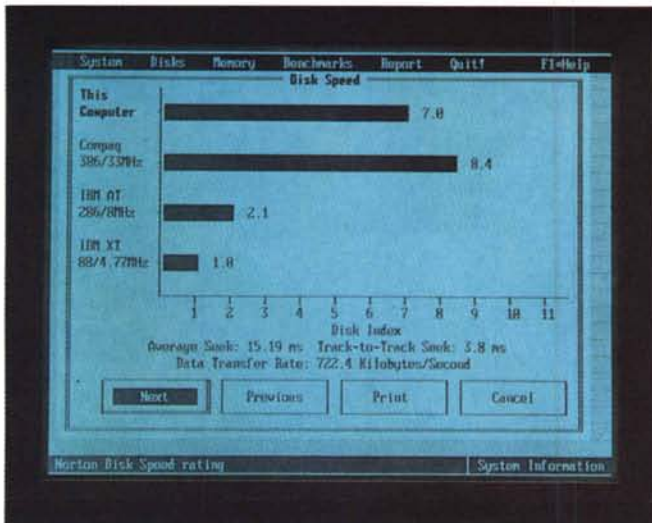 System Disks Memory Benchmarks Report Quit! F1=Help
Disk Speed
This
Computer
7.0
Compaq
386/33MHz
8.4
IBM AT
286/8MHz
2.1
IBM XT
88/4.77MHz
1.0
1 2 3 4 5 6 7 8 9 10 11
Disk Index
Average Seek: 15.19 ms Track-to-Track Seek: 3.8 ms
Data Transfer Rate: 722.4 Kilobytes/Second
Next Previous Print Cancel
Norton Disk Speed rating System Information